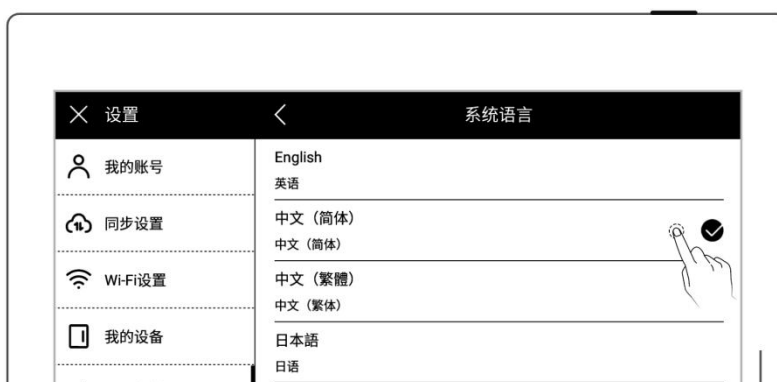 设置
系统语言
我的账号
同步设置
Wi-Fi设置
我的设备
English
英语
中文（简体）
中文（简体）
中文（繁體）
中文（繁体）
日本語
日语